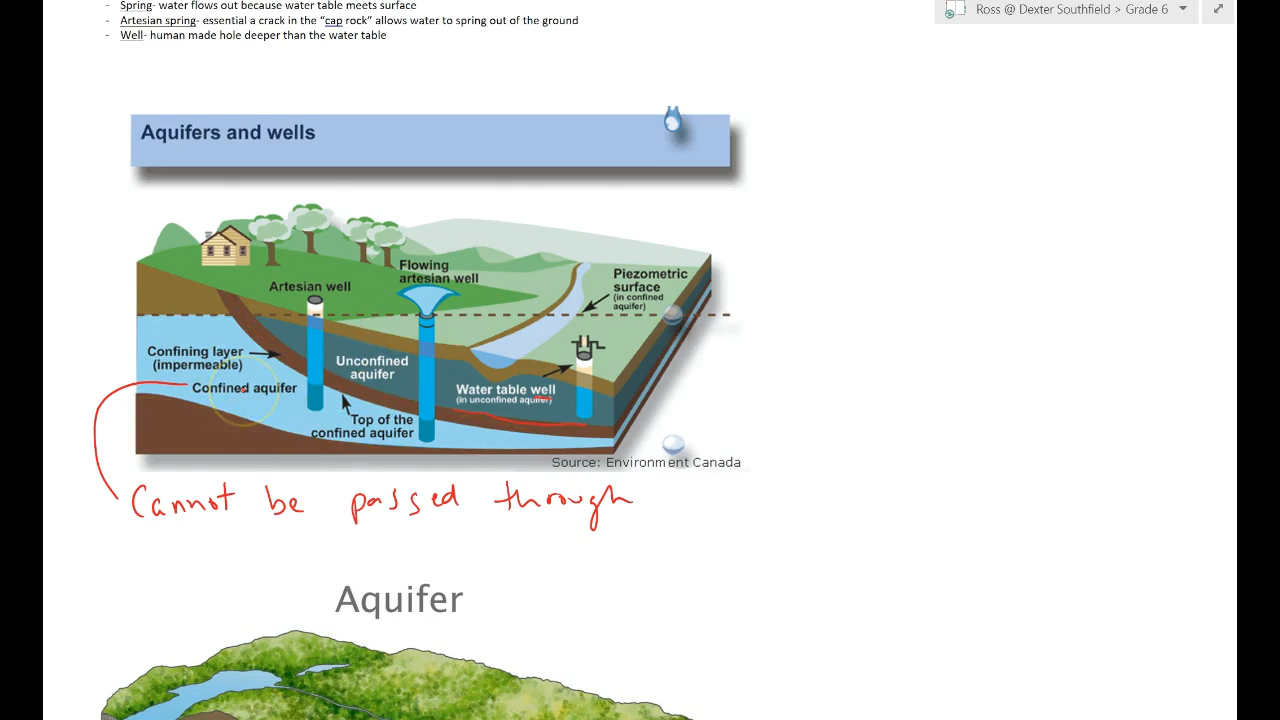 - Spring- water flows out because water table meets surface
- Artesian spring- essential a crack in the “cap rock” allows water to spring out of the ground
- Well- human made hole deeper than the water table
Ross @ Dexter Southfield > Grade 6
Aquifers and wells
Flowing
artesian well
Artesian well
Piezometric
surface
(in confined
aquifer)
Confining layer
(impermeable)
Confined aquifer
Unconfined
aquifer
Water table well
(in unconfined aquifer)
Top of the
confined aquifer
Source: Environment Canada
Cannot be passed through
Aquifer